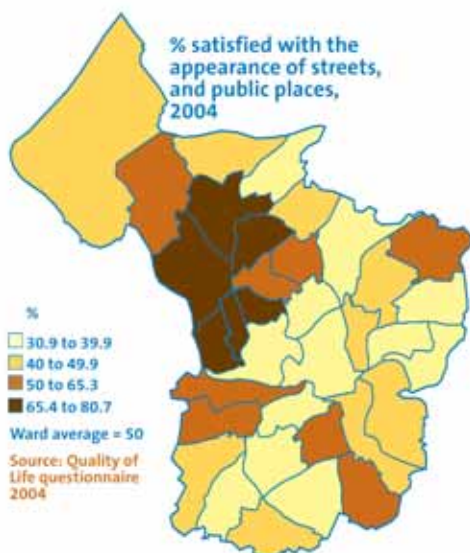 % satisfied with the
appearance of streets,
and public places,
2004
%
30.9 to 39.9
40 to 49.9
50 to 65.3
65.4 to 80.7
Ward average = 50
Source: Quality of
Life questionnaire
2004